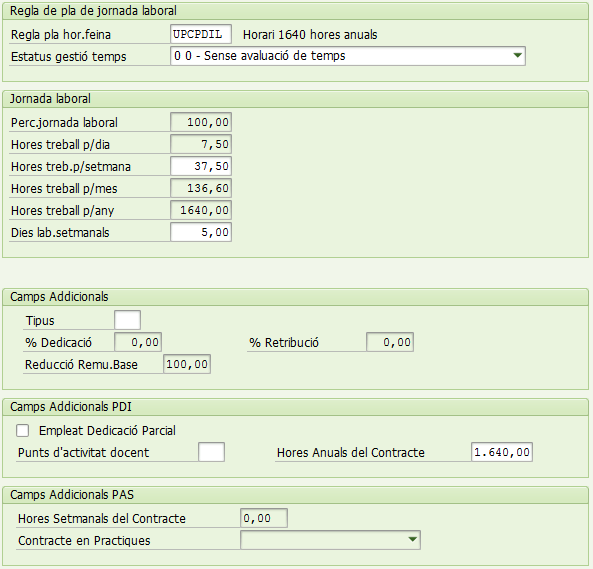 Regla de pla de jornada laboral
Regla pla hor.feina UPCPDIL Horari 1640 hores anuals
Estatus gestió temps 0 0 - Sense avaluació de temps
Jornada laboral
Perc.jornada laboral 100,00
Hores treball p/dia 7,50
Hores treb.p/setmana 37,50
Hores treball p/mes 136,60
Hores treball p/any 1640,00
Dies lab.setmanals 5,00
Camps Addicionals
Tipus
% Dedicació 0,00 % Retribució 0,00
Reducció Remu.Base 100,00
Camps Addicionals PDI
Empleat Dedicació Parcial
Punts d'activitat docent Hores Anuals del Contracte 1.640,00
Camps Addicionals PAS
Hores Setmanals del Contracte 0,00
Contracte en Practiques